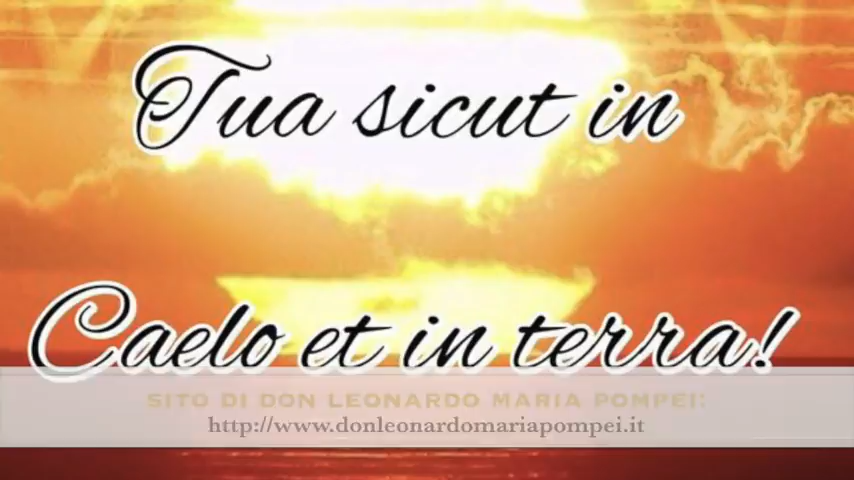 Tua sicut in
Caelo et in terra!
SITO DI DON LEONARDO MARIA POMPEI:
http://www.donleonardomariapompei.it